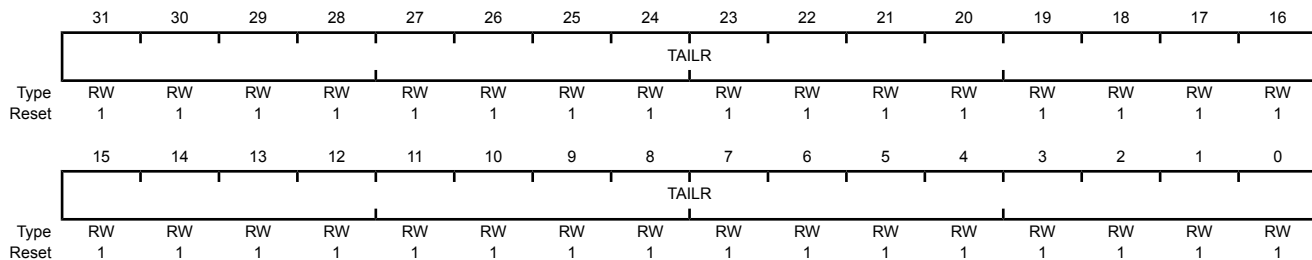 31 30 29 28 27 26 25 24 23 22 21 20 19 18 17 16
TAILR
Type RW RW RW RW RW RW RW RW RW RW RW RW RW RW RW RW
Reset 1 1 1 1 1 1 1 1 1 1 1 1 1 1 1 1
15 14 13 12 11 10 9 8 7 6 5 4 3 2 1 0
TAILR
Type RW RW RW RW RW RW RW RW RW RW RW RW RW RW RW RW
Reset 1 1 1 1 1 1 1 1 1 1 1 1 1 1 1 1